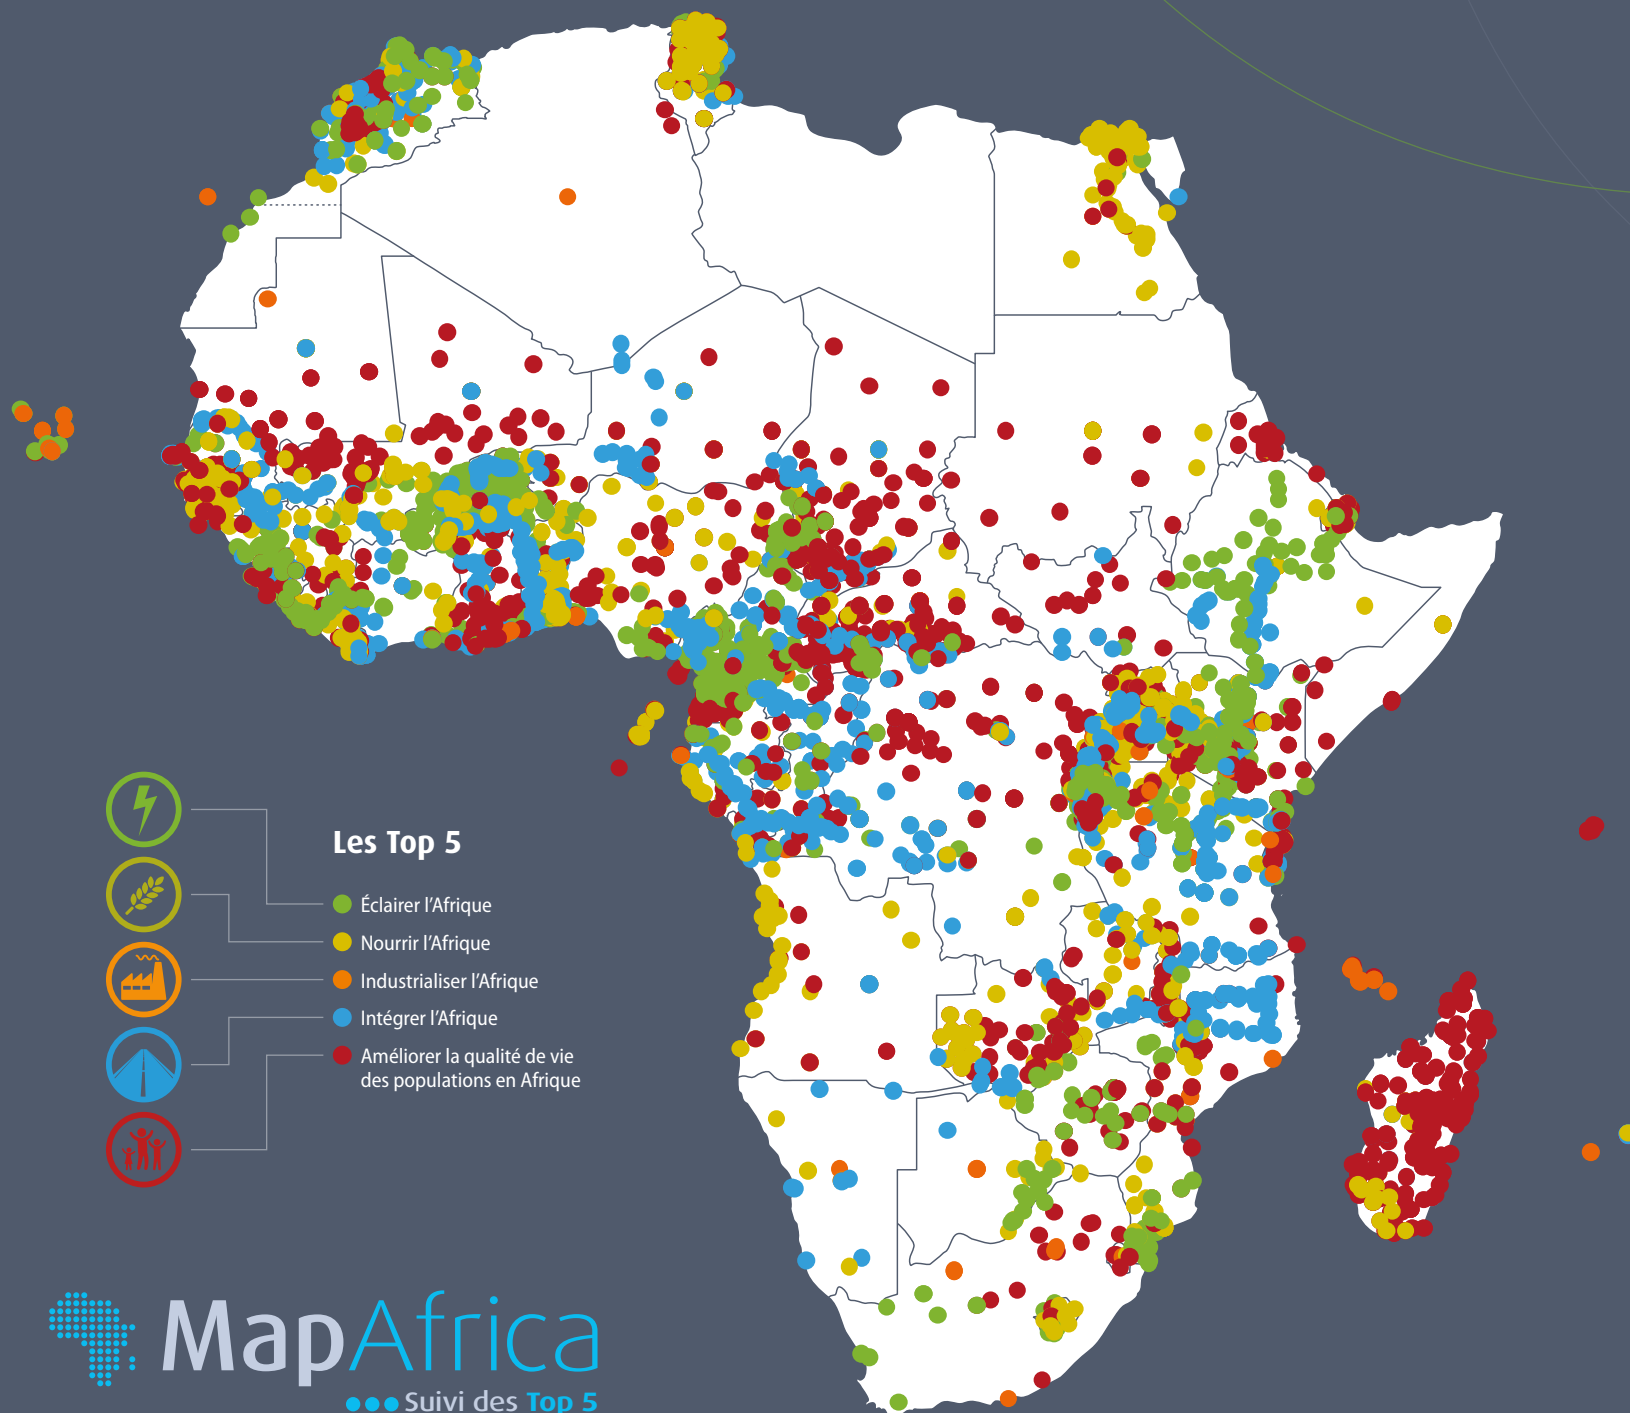 Les Top 5
Éclairer l’Afrique
Nourrir l’Afrique
Industrialiser l’Afrique
Intégrer l’Afrique
Améliorer la qualité de vie
des populations en Afrique
MapAfrica
Suivi des Top 5